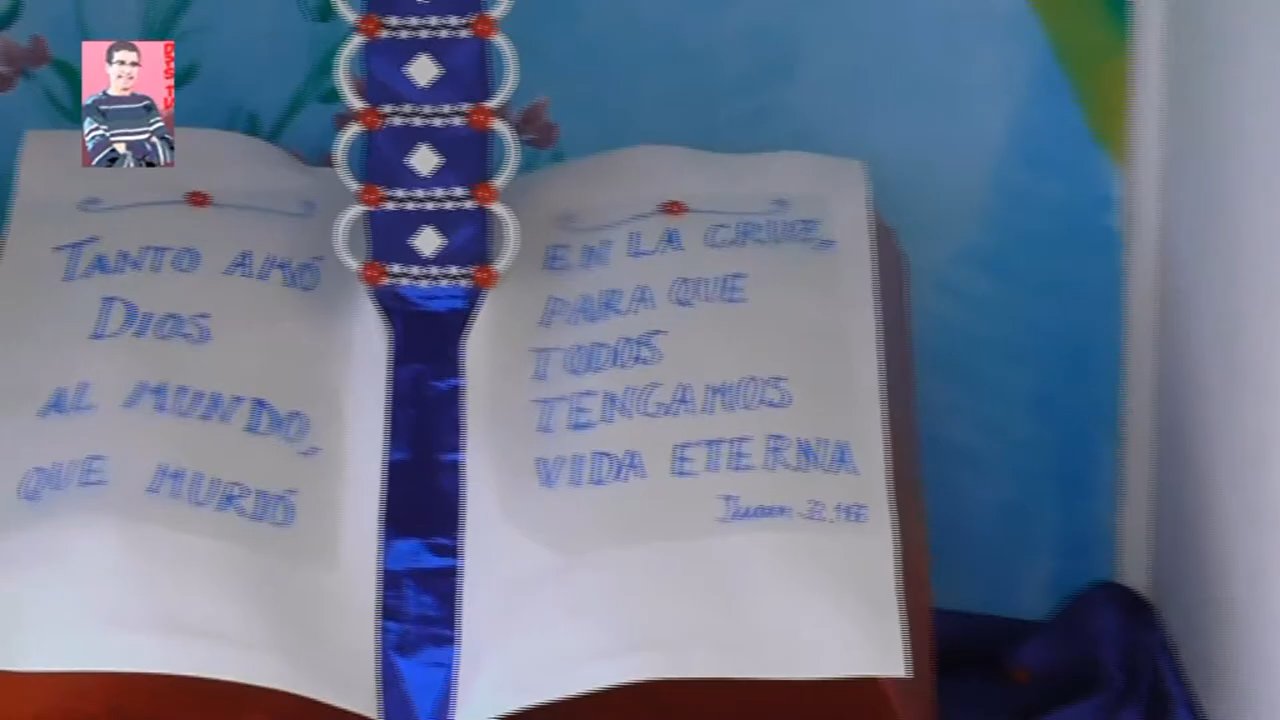 TANTO AMÓ
DIOS
AL MUNDO,
QUE MURIÓ
EN LA CRUZ,
PARA QUE
TODOS
TENGAMOS
VIDA ETERNA